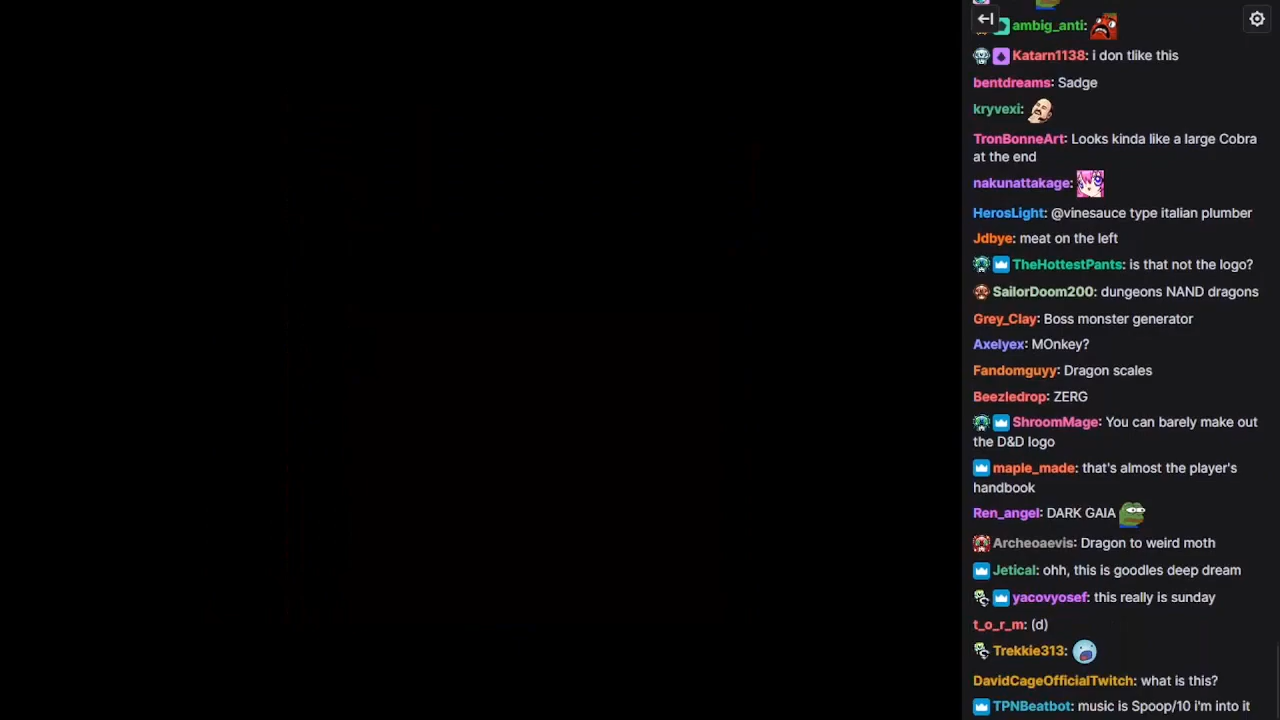 ambig_anti:
Katarn1138: i don tlike this
bentdreams: Sadge
kryvexi:
TronBonneArt: Looks kinda like a large Cobra
at the end
nakunattakage:
HerosLight: @vinesauce type italian plumber
Jdbye: meat on the left
TheHottestPants: is that not the logo?
SailorDoom200: dungeons NAND dragons
Grey_Clay: Boss monster generator
Axelyex: MOnkey?
Fandomguyy: Dragon scales
Beezledrop: ZERG
ShroomMage: You can barely make out
the D&D logo
maple_made: that's almost the player's
handbook
Ren_angel: DARK GAIA
Archeoaevis: Dragon to weird moth
Jetical: ohh, this is goodles deep dream
yacovyosef: this really is sunday
t_o_r_m: (d)
Trekkie313:
DavidCageOfficialTwitch: what is this?
TPNBeatbot: music is Spoop/10 i'm into it